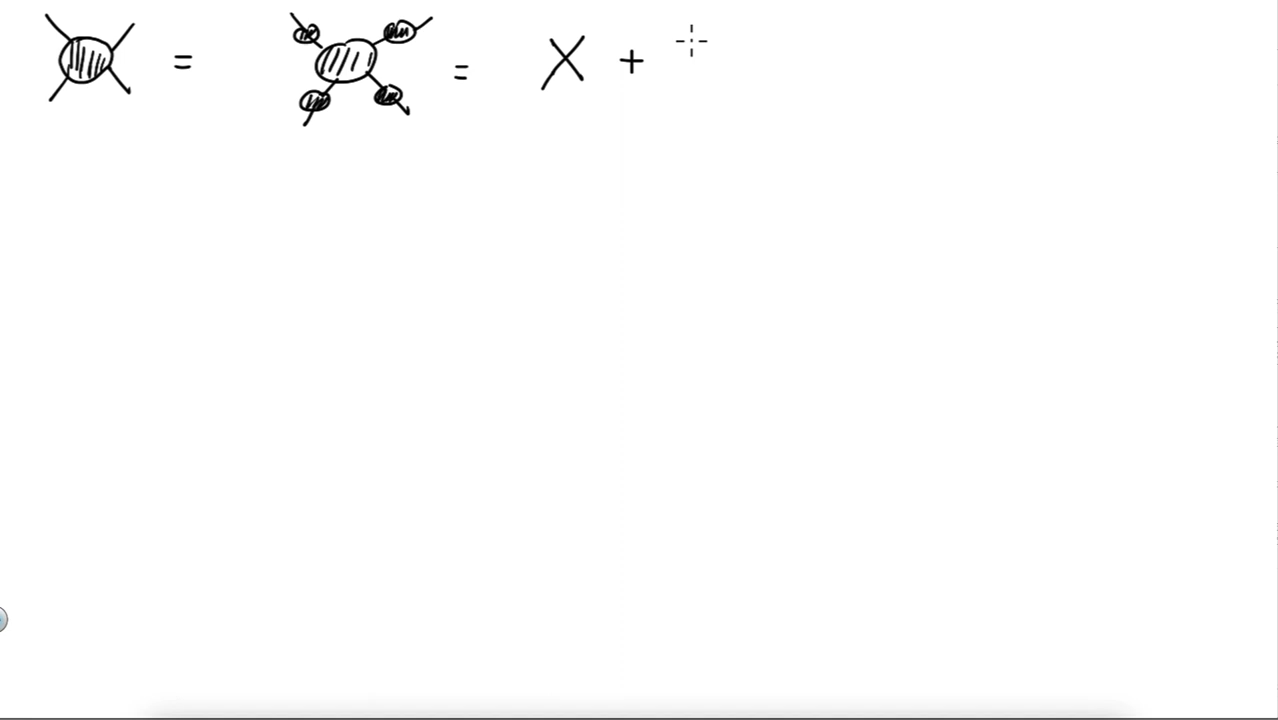 = = X +